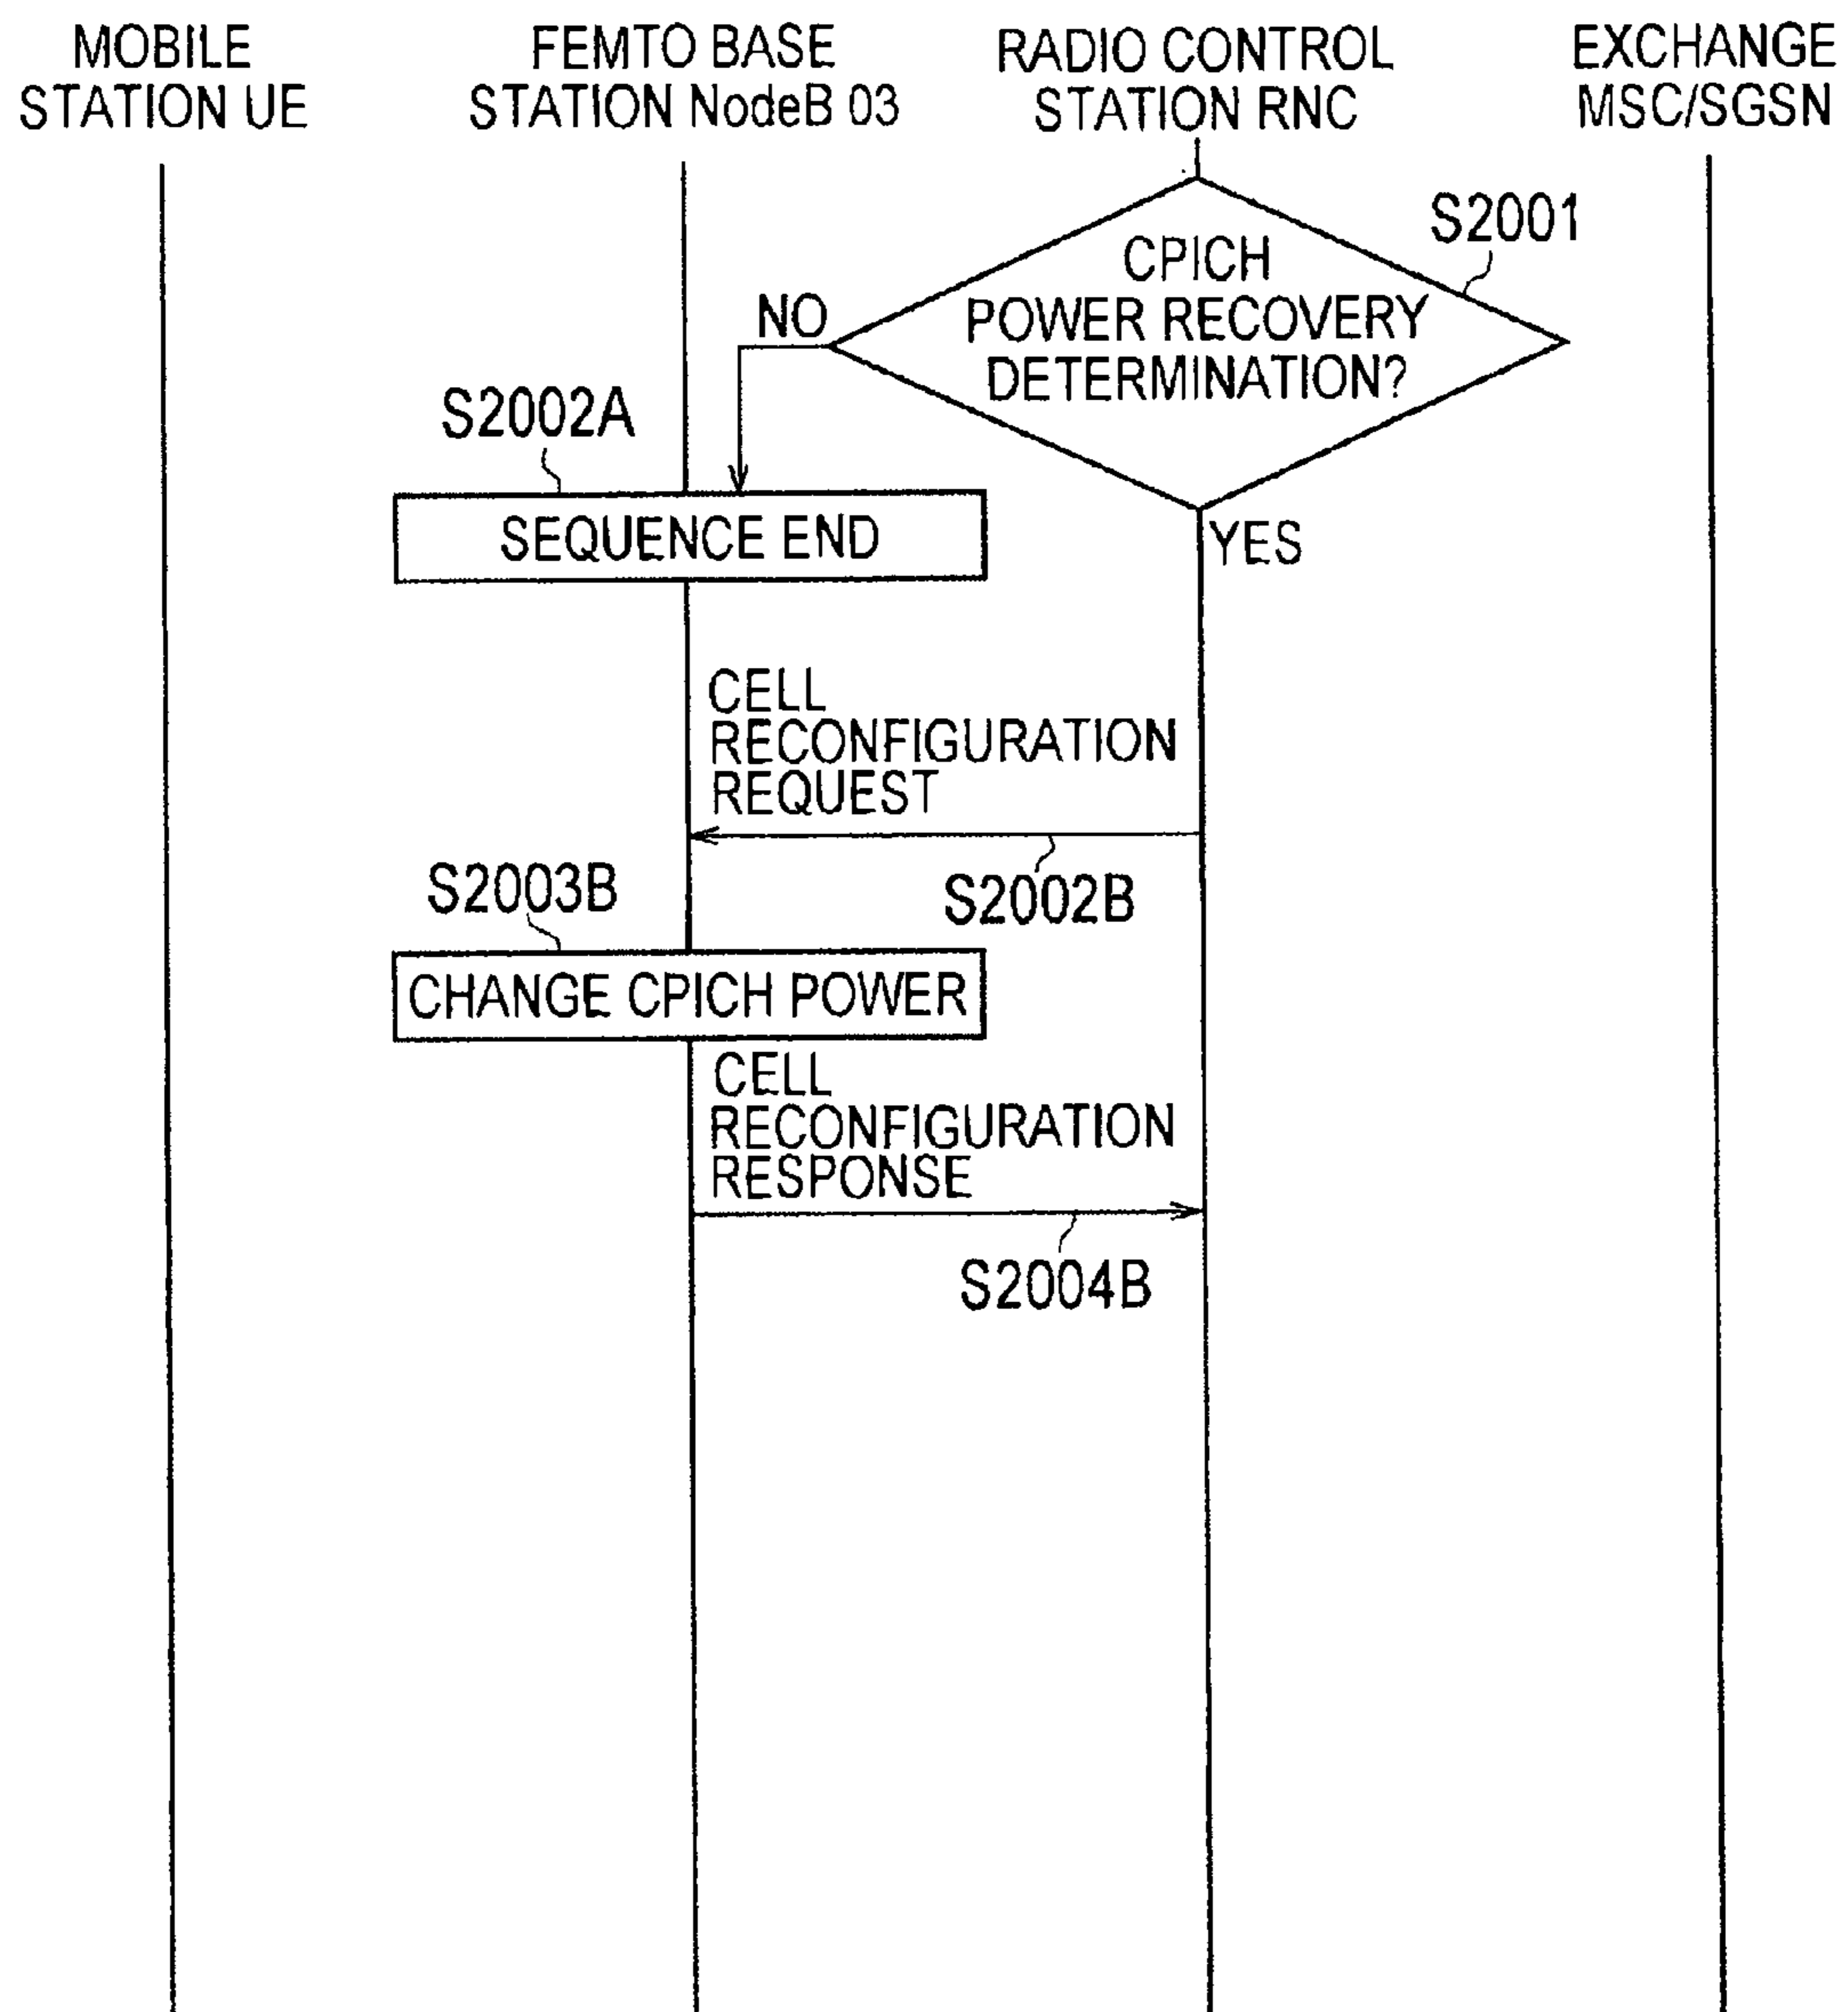 MOBILE
STATION UE
FEMTO BASE
STATION NodeB 03
RADIO CONTROL
STATION RNC
EXCHANGE
MSC/SGSN
S2001
CPICH
POWER RECOVERY
DETERMINATION?
NO
S2002A
SEQUENCE END
YES
CELL
RECONFIGURATION
REQUEST
S2002B
S2003B
CHANGE CPICH POWER
CELL
RECONFIGURATION
RESPONSE
S2004B